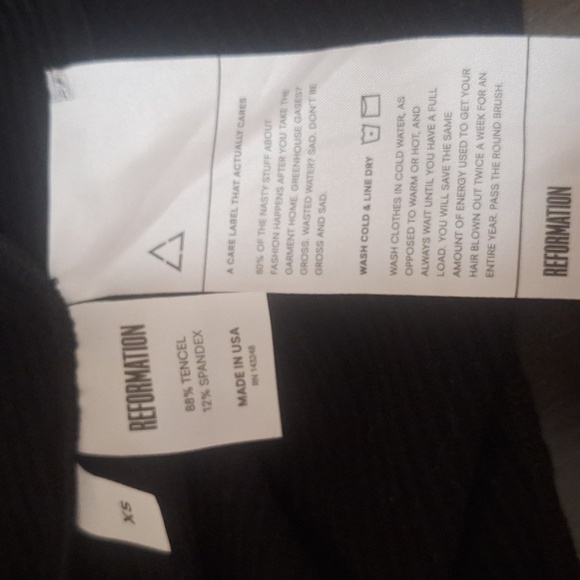 A CARE LABEL THAT ACTUALLY CARES
80% OF THE NASTY STUFF ABOUT
FASHION HAPPENS AFTER YOU TAKE THE
GARMENT HOME. GREENHOUSE GASES?
GROSS. WASTED WATER? SAD. DON'T BE
GROSS AND SAD.
WASH COLD & LINE DRY
WASH CLOTHES IN COLD WATER, AS
OPPOSED TO WARM OR HOT, AND
ALWAYS WAIT UNTIL YOU HAVE A FULL
LOAD. YOU WILL SAVE THE SAME
AMOUNT OF ENERGY USED TO GET YOUR
HAIR BLOWN OUT TWICE A WEEK FOR AN
ENTIRE YEAR. PASS THE ROUND BRUSH.
REFORMATION
REFORMATION
88% TENCEL
12% SPANDEX
MADE IN USA
RN 143048
XS